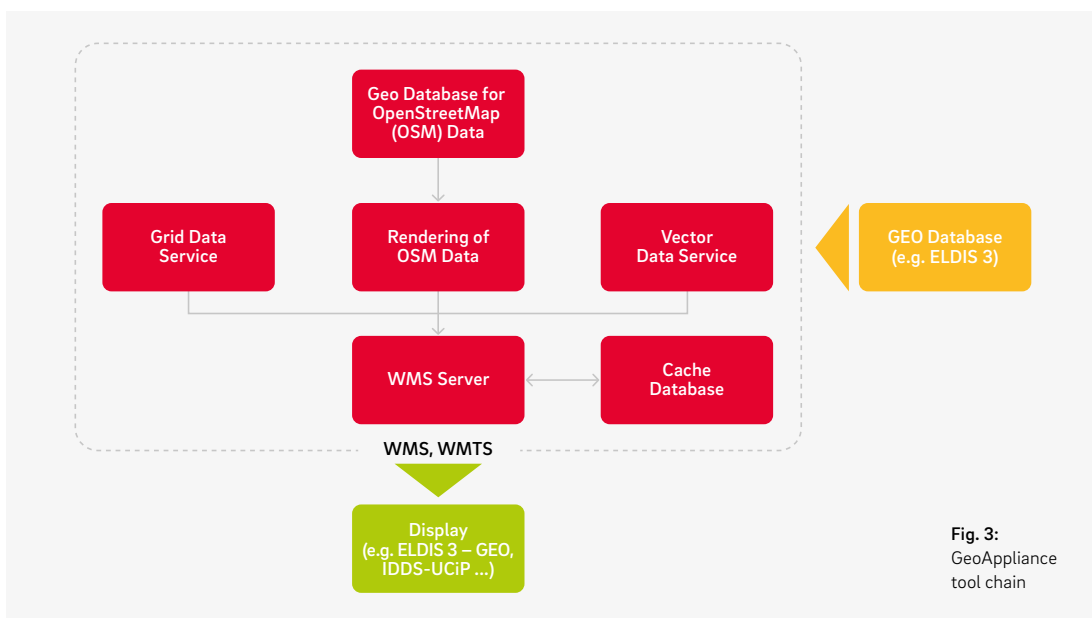 Geo Database for
OpenStreetMap
(OSM) Data
Grid Data
Service
Rendering of
OSM Data
Vector
Data Service
GEO Database
(e.g. ELDIS 3)
WMS Server
Cache
Database
WMS, WMTS
Display
(e.g. ELDIS 3 – GEO,
IDDS-UCiP ...)
Fig. 3:
GeoAppliance
tool chain